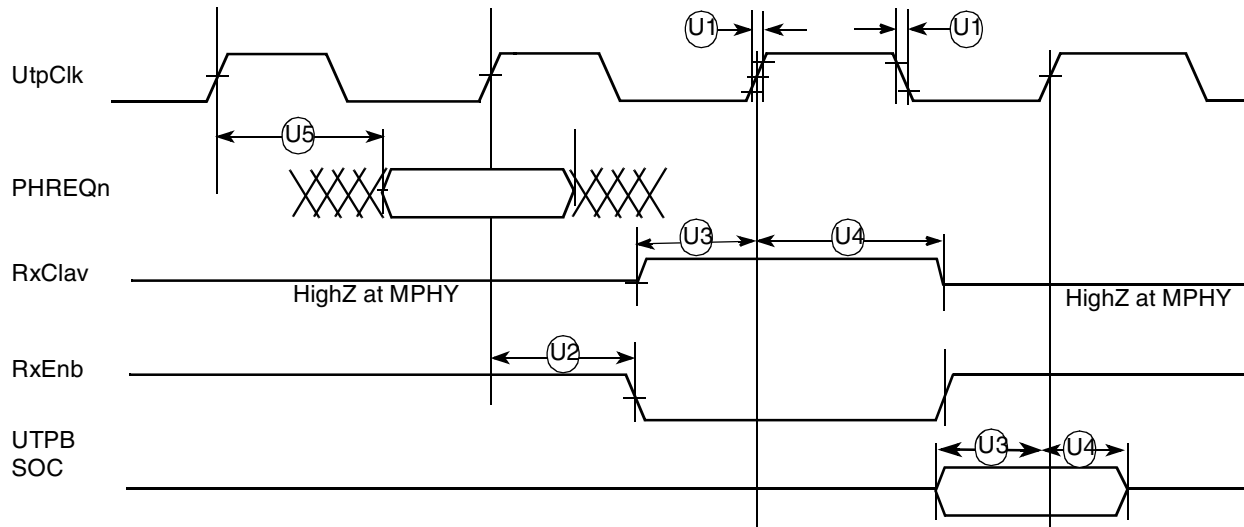 U1
U1
UtpClk
U5
PHREQn
U3
U4
RxClav
HighZ at MPHY
HighZ at MPHY
U2
RxEnb
UTPB
SOC
U3
U4